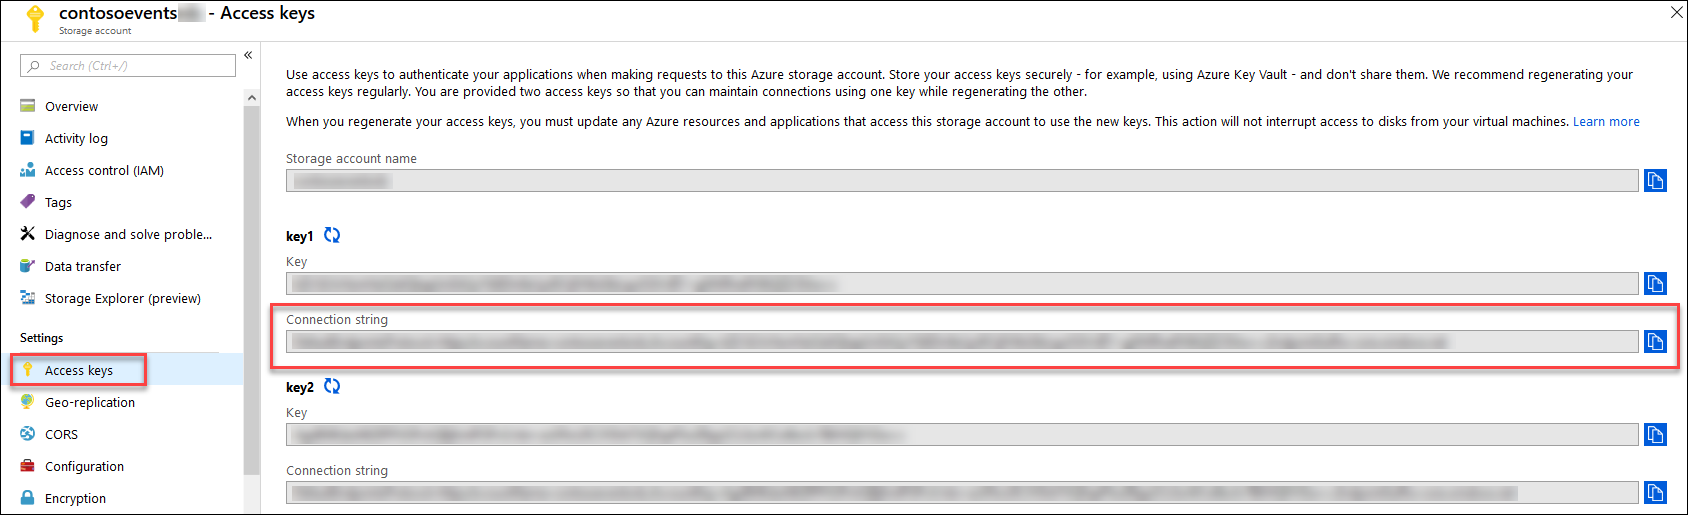 contosoevents - Access keys
Storage account
Search (Ctrl+/)
Overview
Activity log
Access control (IAM)
Tags
Diagnose and solve proble...
Data transfer
Storage Explorer (preview)
Settings
Access keys
Geo-replication
CORS
Configuration
Encryption
Use access keys to authenticate your applications when making requests to this Azure storage account. Store your access keys securely - for example, using Azure Key Vault - and don't share them. We recommend regenerating your
access keys regularly. You are provided two access keys so that you can maintain connections using one key while regenerating the other.
When you regenerate your access keys, you must update any Azure resources and applications that access this storage account to use the new keys. This action will not interrupt access to disks from your virtual machines. Learn more
Storage account name
key1
Key
Connection string
key2
Key
Connection string